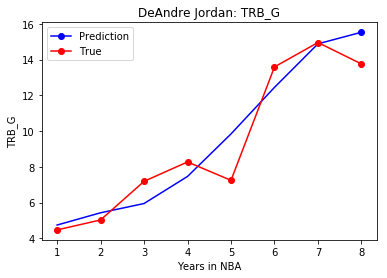 DeAndre Jordan: TRB_G
Prediction
True
TRB_G
16
14
12
10
8
6
4
1 2 3 4 5 6 7 8
Years in NBA